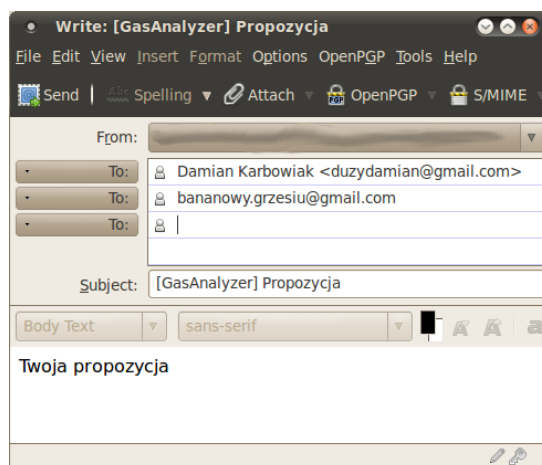 Write: [GasAnalyzer] Propozycja
File Edit View Insert Format Options OpenPGP Tools Help
Send Abc Spelling Attach PGP OpenPGP S/MIME
From:
To: Damian Karbowiak <duzydamian@gmail.com>
To: bananowy.grzesiu@gmail.com
To:
Subject: [GasAnalyzer] Propozycja
Body Text sans-serif
Twoja propozycja